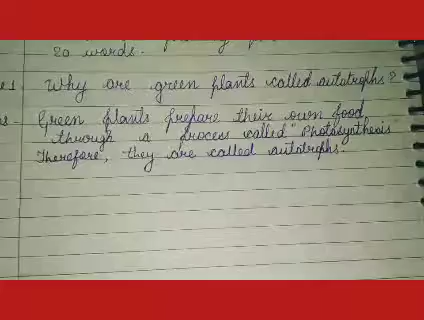 20 words.
Why are green plants called autotrophs?
Green plants prepare their own food
through a process called "Photosynthesis"
Therefore, they are called autotrophs.